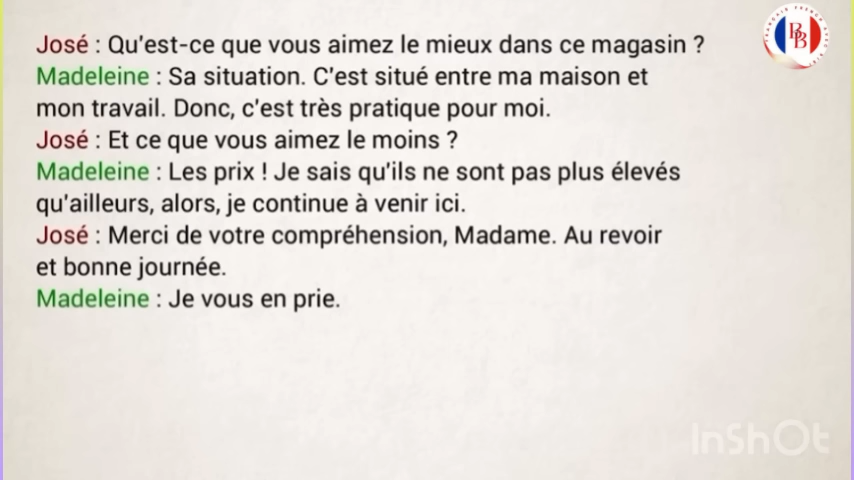 José : Qu'est-ce que vous aimez le mieux dans ce magasin ?
Madeleine : Sa situation. C'est situé entre ma maison et
mon travail. Donc, c'est très pratique pour moi.
José : Et ce que vous aimez le moins ?
Madeleine : Les prix ! Je sais qu'ils ne sont pas plus élevés
qu'ailleurs, alors, je continue à venir ici.
José : Merci de votre compréhension, Madame. Au revoir
et bonne journée.
Madeleine : Je vous en prie.
InShOt